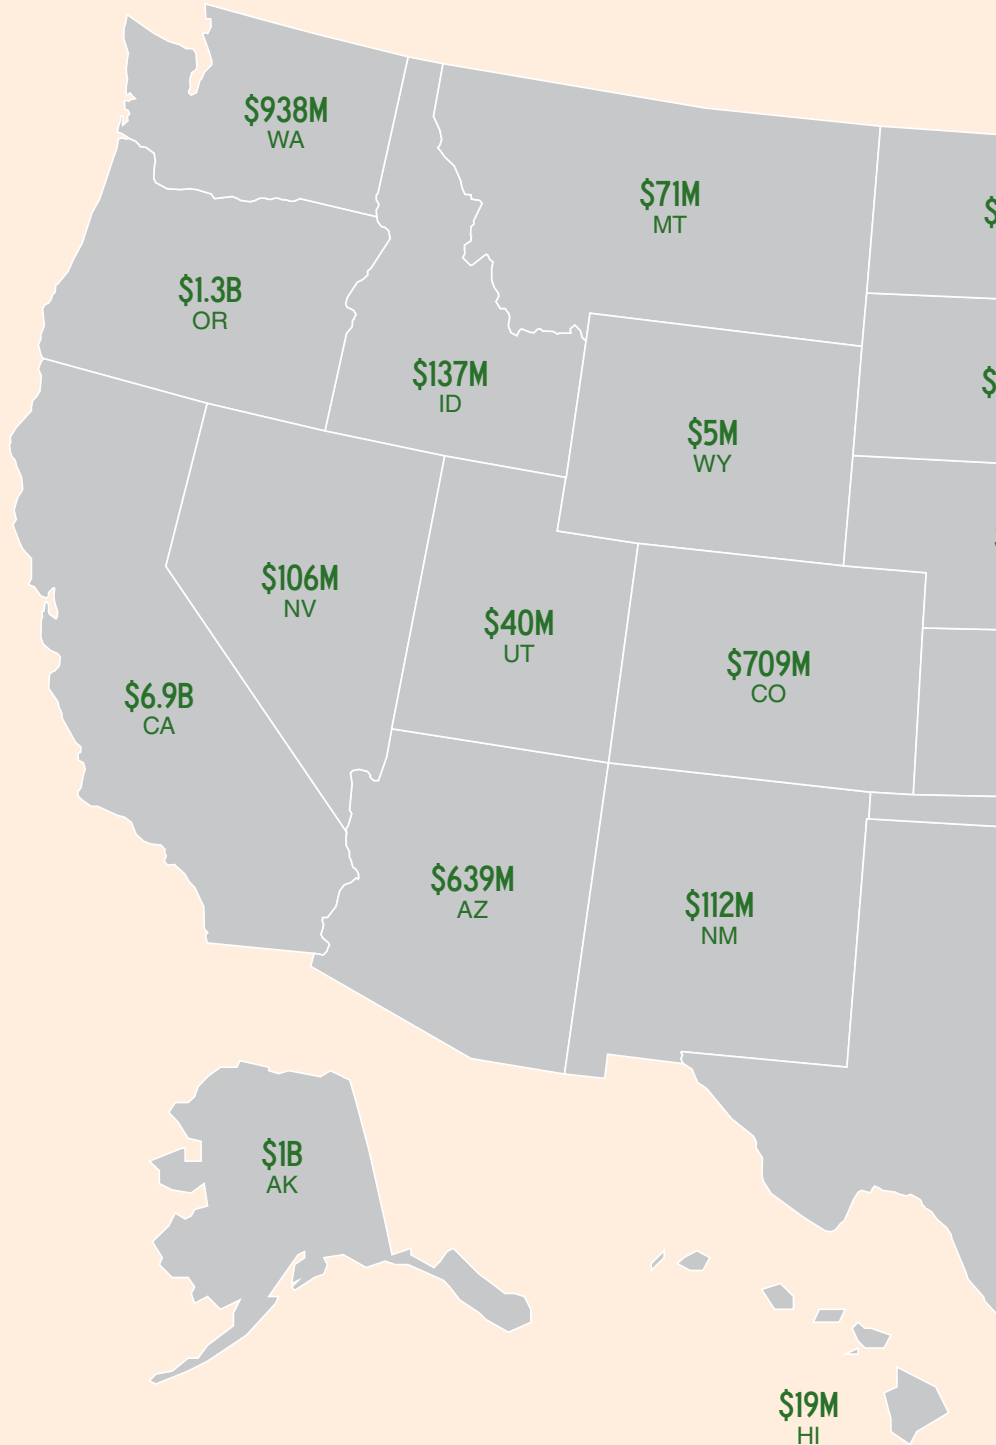 $938M
WA
$71M
MT
$
$1.3B
OR
$137M
ID
$
$5M
WY
$106M
NV
$40M
UT
$709M
CO
$6.9B
CA
$639M
AZ
$112M
NM
$1B
AK
$19M
HI